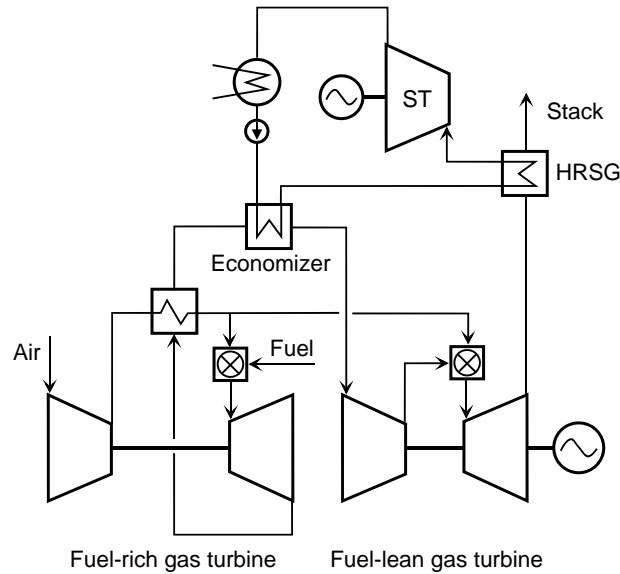 ST
Stack
HRSG
Economizer
Air
Fuel
Fuel-rich gas turbine
Fuel-lean gas turbine